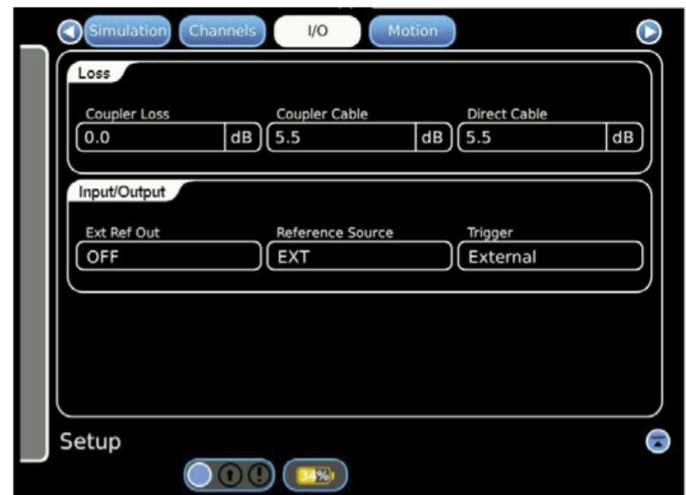 Simulation Channels I/O Motion
Loss
Coupler Loss Coupler Cable Direct Cable
0.0 dB 5.5 dB 5.5 dB
Input/Output
Ext Ref Out Reference Source Trigger
OFF EXT External
Setup
34%